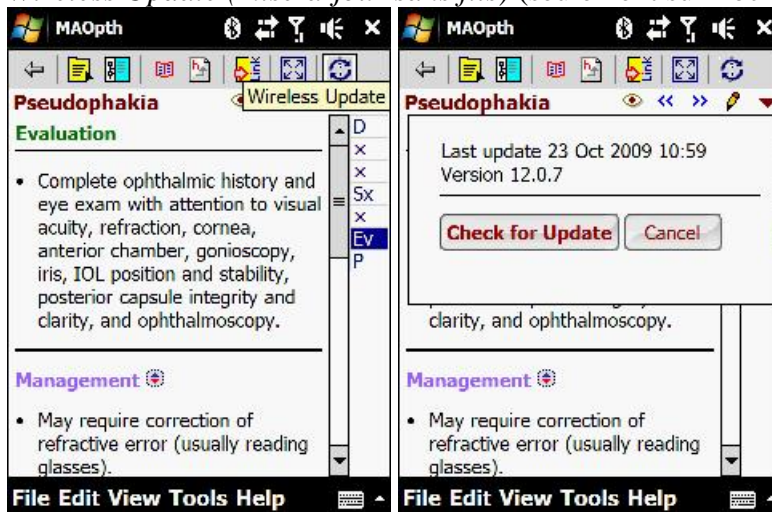 MAOpth
Pseudophakia
Wireless Update
Evaluation
• Complete ophthalmic history and
eye exam with attention to visual
acuity, refraction, cornea,
anterior chamber, gonioscopy,
iris, IOL position and stability,
posterior capsule integrity and
clarity, and ophthalmoscopy.
Management
• May require correction of
refractive error (usually reading
glasses).
D
×
×
Sx
×
Ev
P
File Edit View Tools Help
MAOpth
Pseudophakia
Last update 23 Oct 2009 10:59
Version 12.0.7
Check for Update
Cancel
clarity, and ophthalmoscopy.
Management
• May require correction of
refractive error (usually reading
glasses).
File Edit View Tools Help